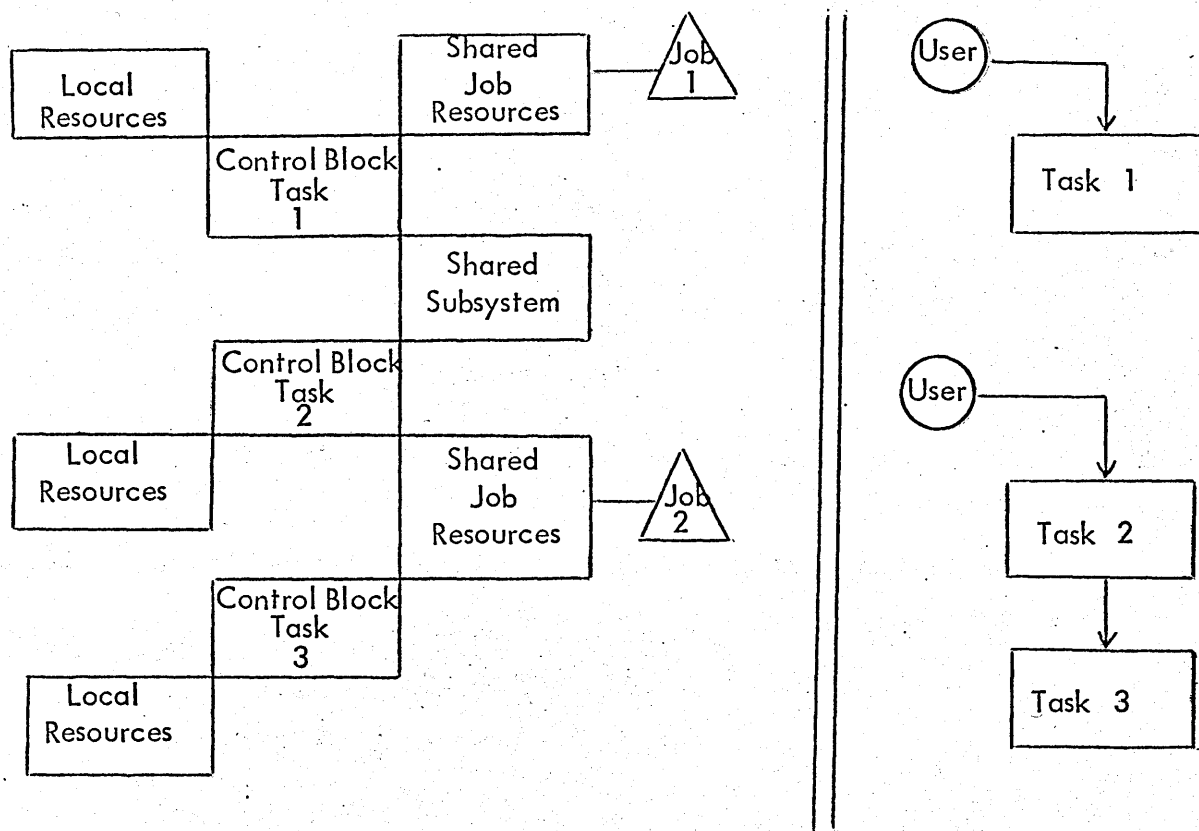 Local
Resources
Shared
Job
Resources
Job
1
Control Block
Task
1
Shared
Subsystem
Control Block
Task
2
Local
Resources
Shared
Job
Resources
Job
2
Control Block
Task
3
Local
Resources
User
Task 1
User
Task 2
Task 3